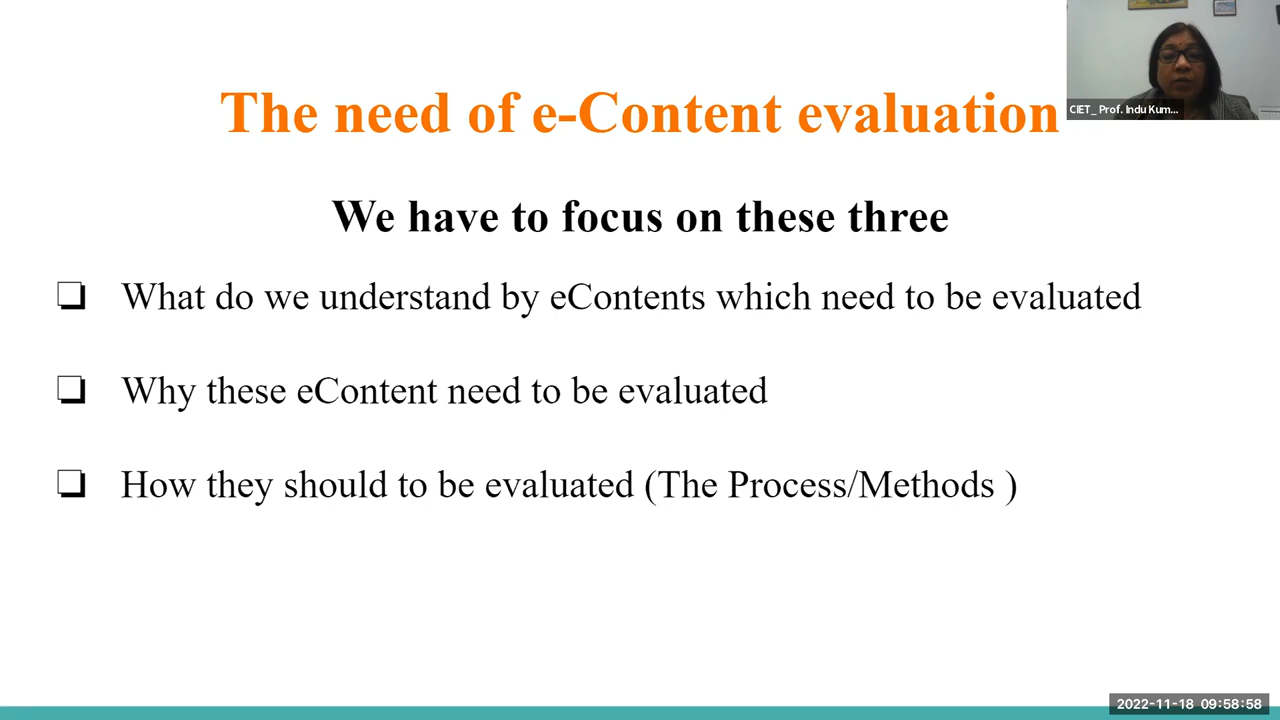 The need of e-Content evaluation
CIET_ Prof. Indu Kum...
We have to focus on these three
❏ What do we understand by eContents which need to be evaluated
❏ Why these eContent need to be evaluated
❏ How they should to be evaluated (The Process/Methods )
2022-11-18 09:58:58